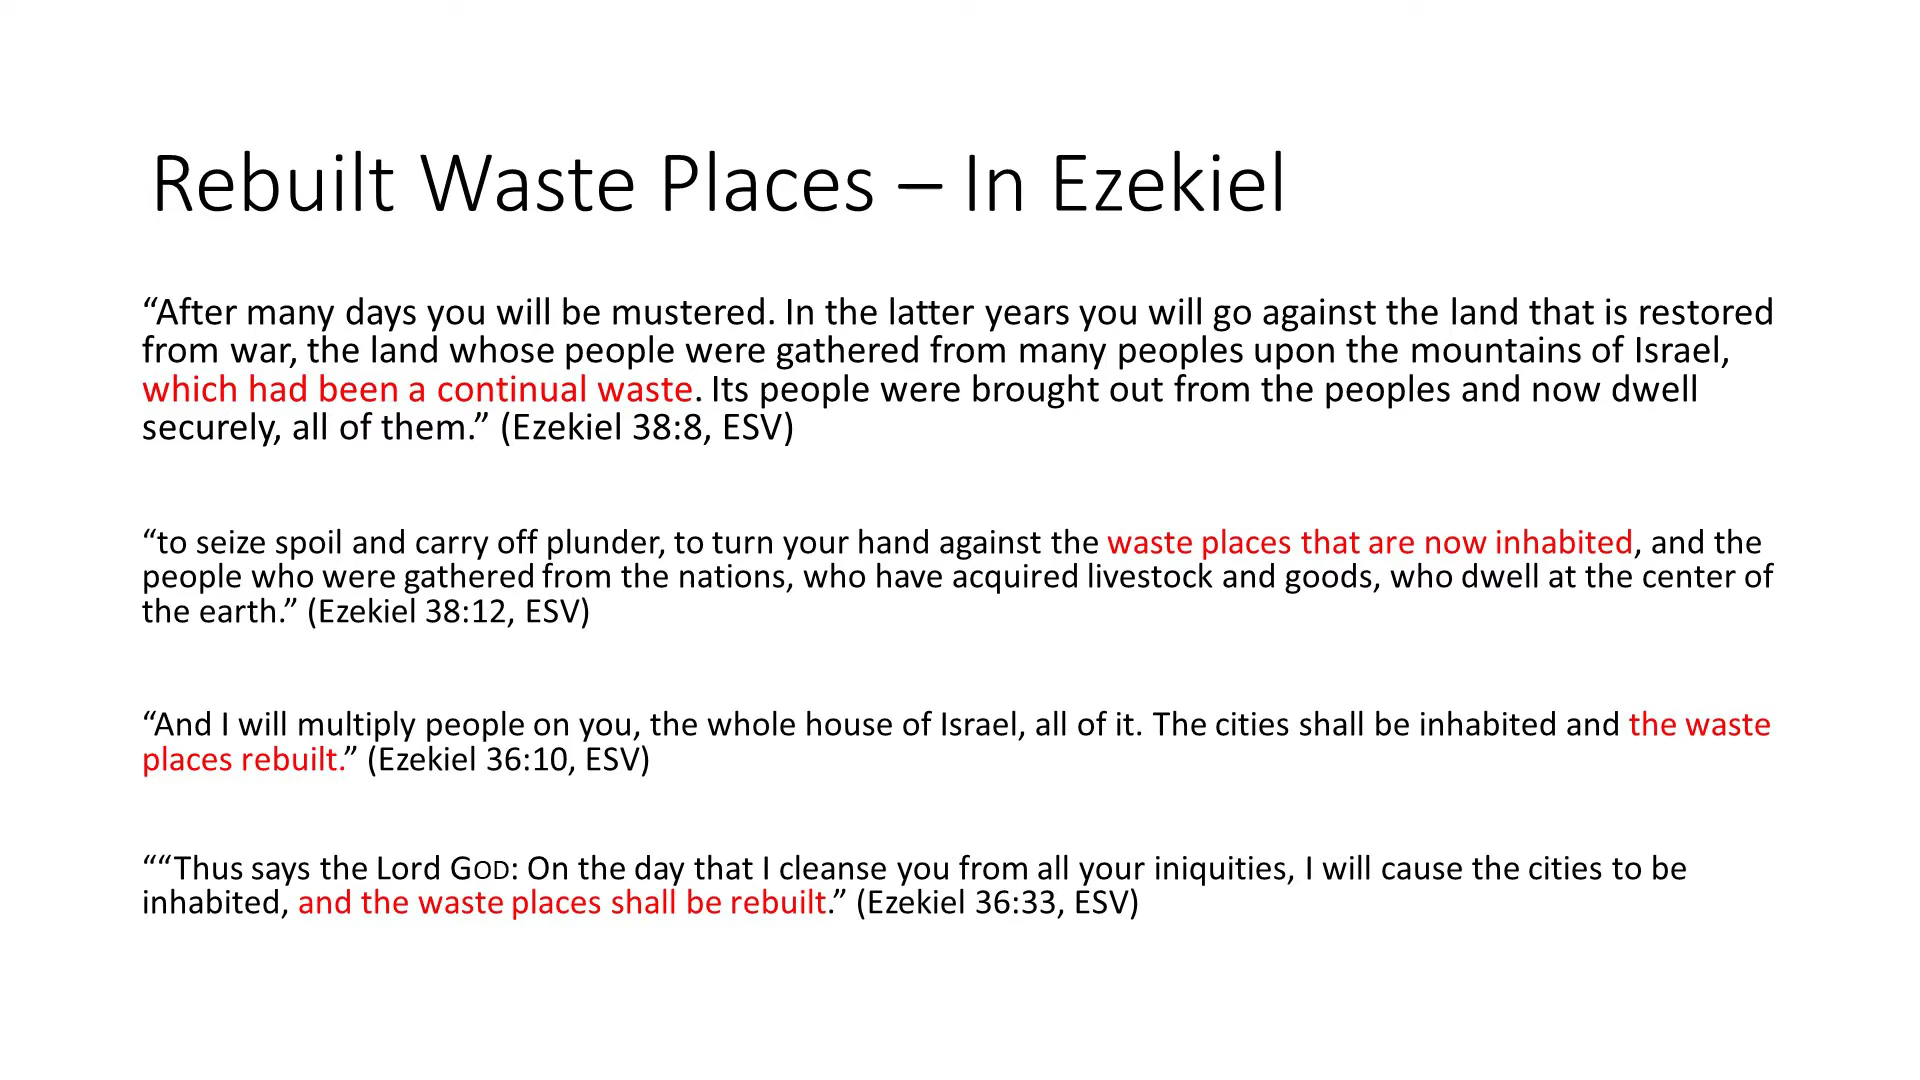 Rebuilt Waste Places – In Ezekiel
“After many days you will be mustered. In the latter years you will go against the land that is restored
from war, the land whose people were gathered from many peoples upon the mountains of Israel,
which had been a continual waste. Its people were brought out from the peoples and now dwell
securely, all of them.” (Ezekiel 38:8, ESV)
“to seize spoil and carry off plunder, to turn your hand against the waste places that are now inhabited, and the
people who were gathered from the nations, who have acquired livestock and goods, who dwell at the center of
the earth.” (Ezekiel 38:12, ESV)
“And I will multiply people on you, the whole house of Israel, all of it. The cities shall be inhabited and the waste
places rebuilt.” (Ezekiel 36:10, ESV)
““Thus says the Lord GOD: On the day that I cleanse you from all your iniquities, I will cause the cities to be
inhabited, and the waste places shall be rebuilt.” (Ezekiel 36:33, ESV)